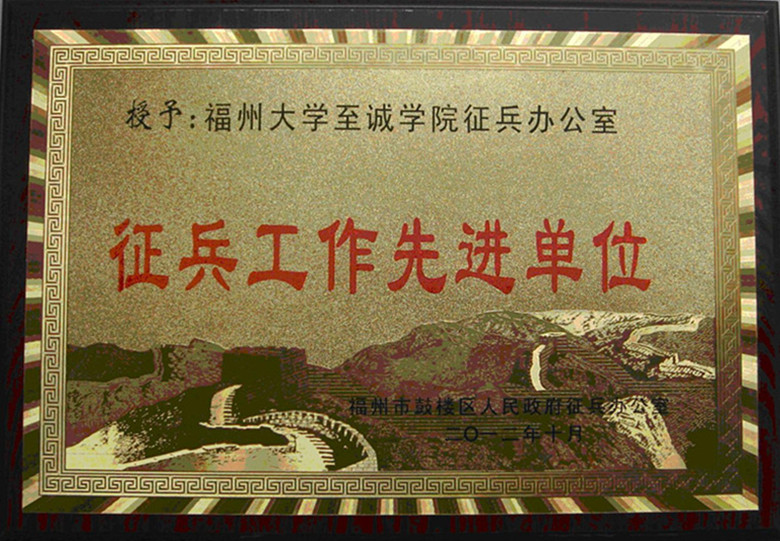 授予:福州大学至诚学院征兵办公室
征兵工作先进单位
福州市鼓楼区人民政府征兵办公室
二〇一二年十月